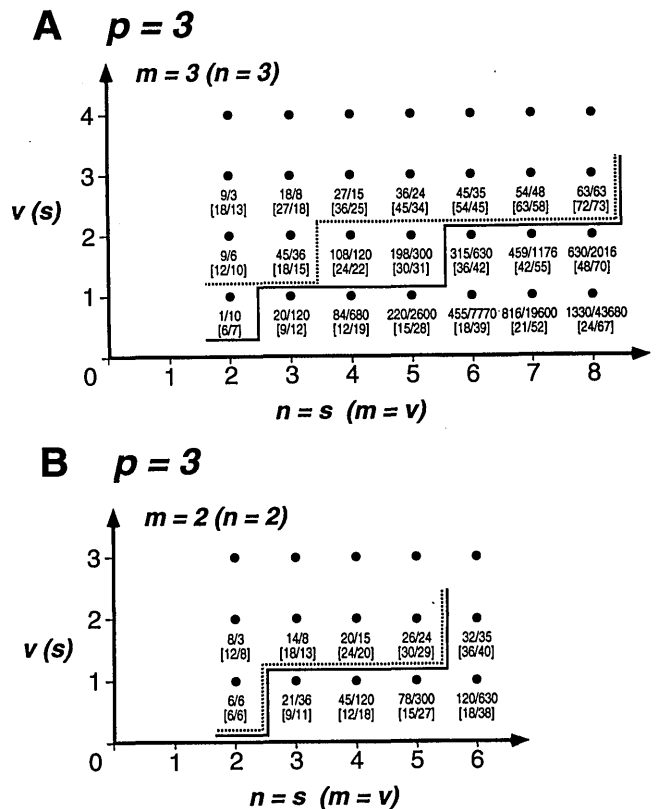 A p = 3
m = 3 (n = 3)
4
3
9/3 18/8 27/15 36/24 45/35 54/48 63/63
[18/13] [27/18] [36/25] [45/34] [54/45] [63/58] [72/73]
v (s)
2
9/6 45/36 108/120 198/300 315/630 459/1176 630/2016
[12/10] [18/15] [24/22] [30/31] [36/42] [42/55] [48/70]
1
1/10 20/120 84/680 220/2600 455/7770 816/19600 1330/43680
[6/7] [9/12] [12/19] [15/28] [18/39] [21/52] [24/67]
0 1 2 3 4 5 6 7 8
n = s (m = v)
B p = 3
m = 2 (n = 2)
3
2
8/3 14/8 20/15 26/24 32/35
[12/8] [18/13] [24/20] [30/29] [36/40]
v (s)
1
6/6 21/36 45/120 78/300 120/630
[6/6] [9/11] [12/18] [15/27] [18/38]
0 1 2 3 4 5 6
n = s (m = v)